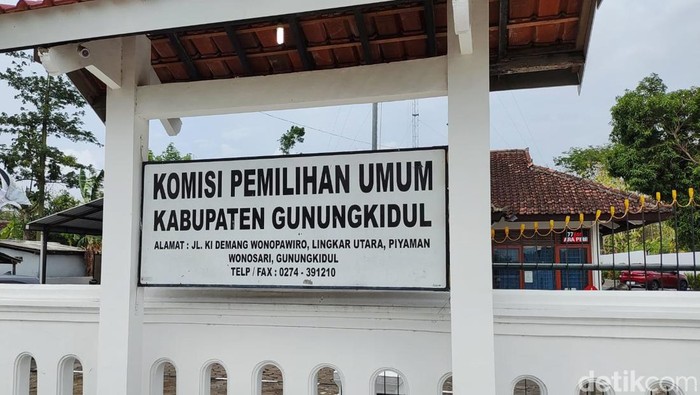 KOMISI PEMILIHAN UMUM
KABUPATEN GUNUNGKIDUL
ALAMAT : JL. KI DEMANG WONOPAWIRO, LINGKAR UTARA, PIYAMAN
WONOSARI, GUNUNGKIDUL
TELP / FAX : 0274 - 391210
detikcom